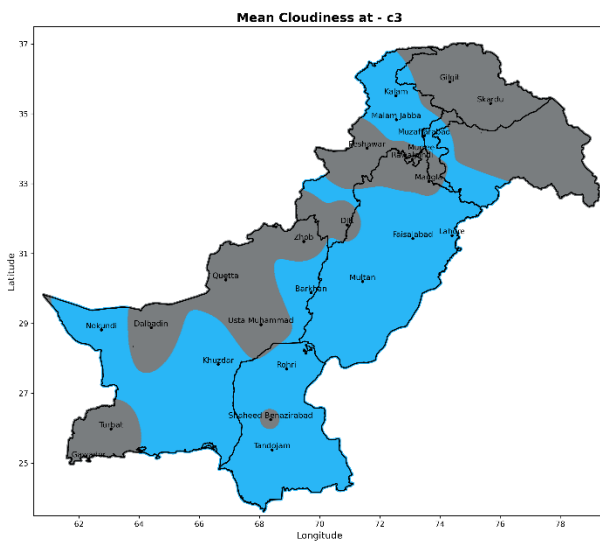 Mean Cloudiness at - c3
37
Gilgit
Kalam
Skardu
35
Malam Jabba
Muzaffarabad
Peshawar
Murree
Rawalpindi
Mangla
33
DIK
Lahore
Faisalabad
Zhob
31
Quetta
Multan
Barkhan
Usta Muhammad
Dalbadin
Nokundi
29
Khuzdar
Rohri
27
Shaheed Benazirabad
Turbat
Tandojam
Gawadar
25
62 64 66 68 70 72 74 76 78
Longitude
Latitude